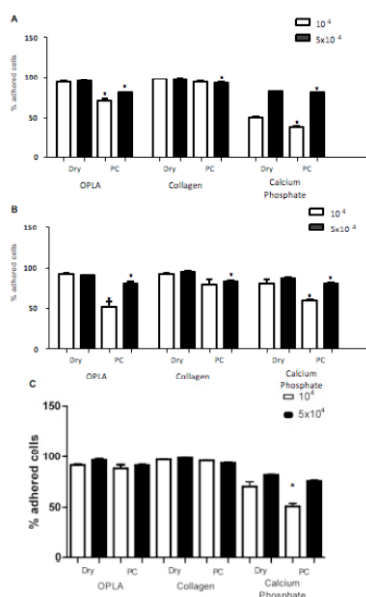 A
10⁴
5x10⁴
150
100
50
0
% adhered cells
* * * * *
Dry PC Dry PC Dry PC
OPLA Collagen Calcium
Phosphate
B
10⁴
5x10⁴
150
100
50
0
% adhered cells
* * * * *
Dry PC Dry PC Dry PC
OPLA Collagen Calcium
Phosphate
C
10⁴
5x10⁴
150
100
50
0
% adhered cells
*
Dry PC Dry PC Dry PC
OPLA Collagen Calcium
Phosphate